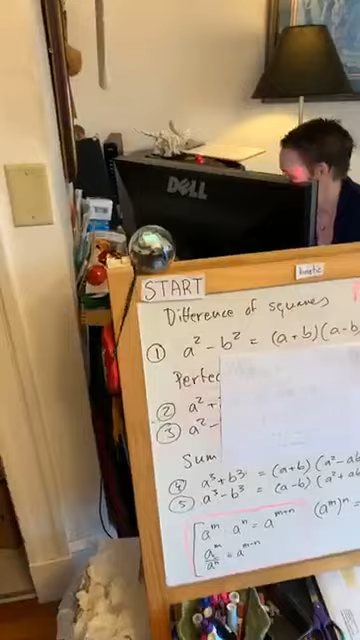 DELL
START
kinetic
Difference of squares
① a² - b² = (a+b)(a-b
Perfec
② a² +
③ a² -
Sum
④ a³ + b³ = (a+b)(a² - ab
⑤ a³ - b³ = (a-b)(a² + ab
aᵐ · aⁿ = aᵐ⁺ⁿ (aᵐ)ⁿ =
aᵐ/aⁿ = aᵐ⁻ⁿ